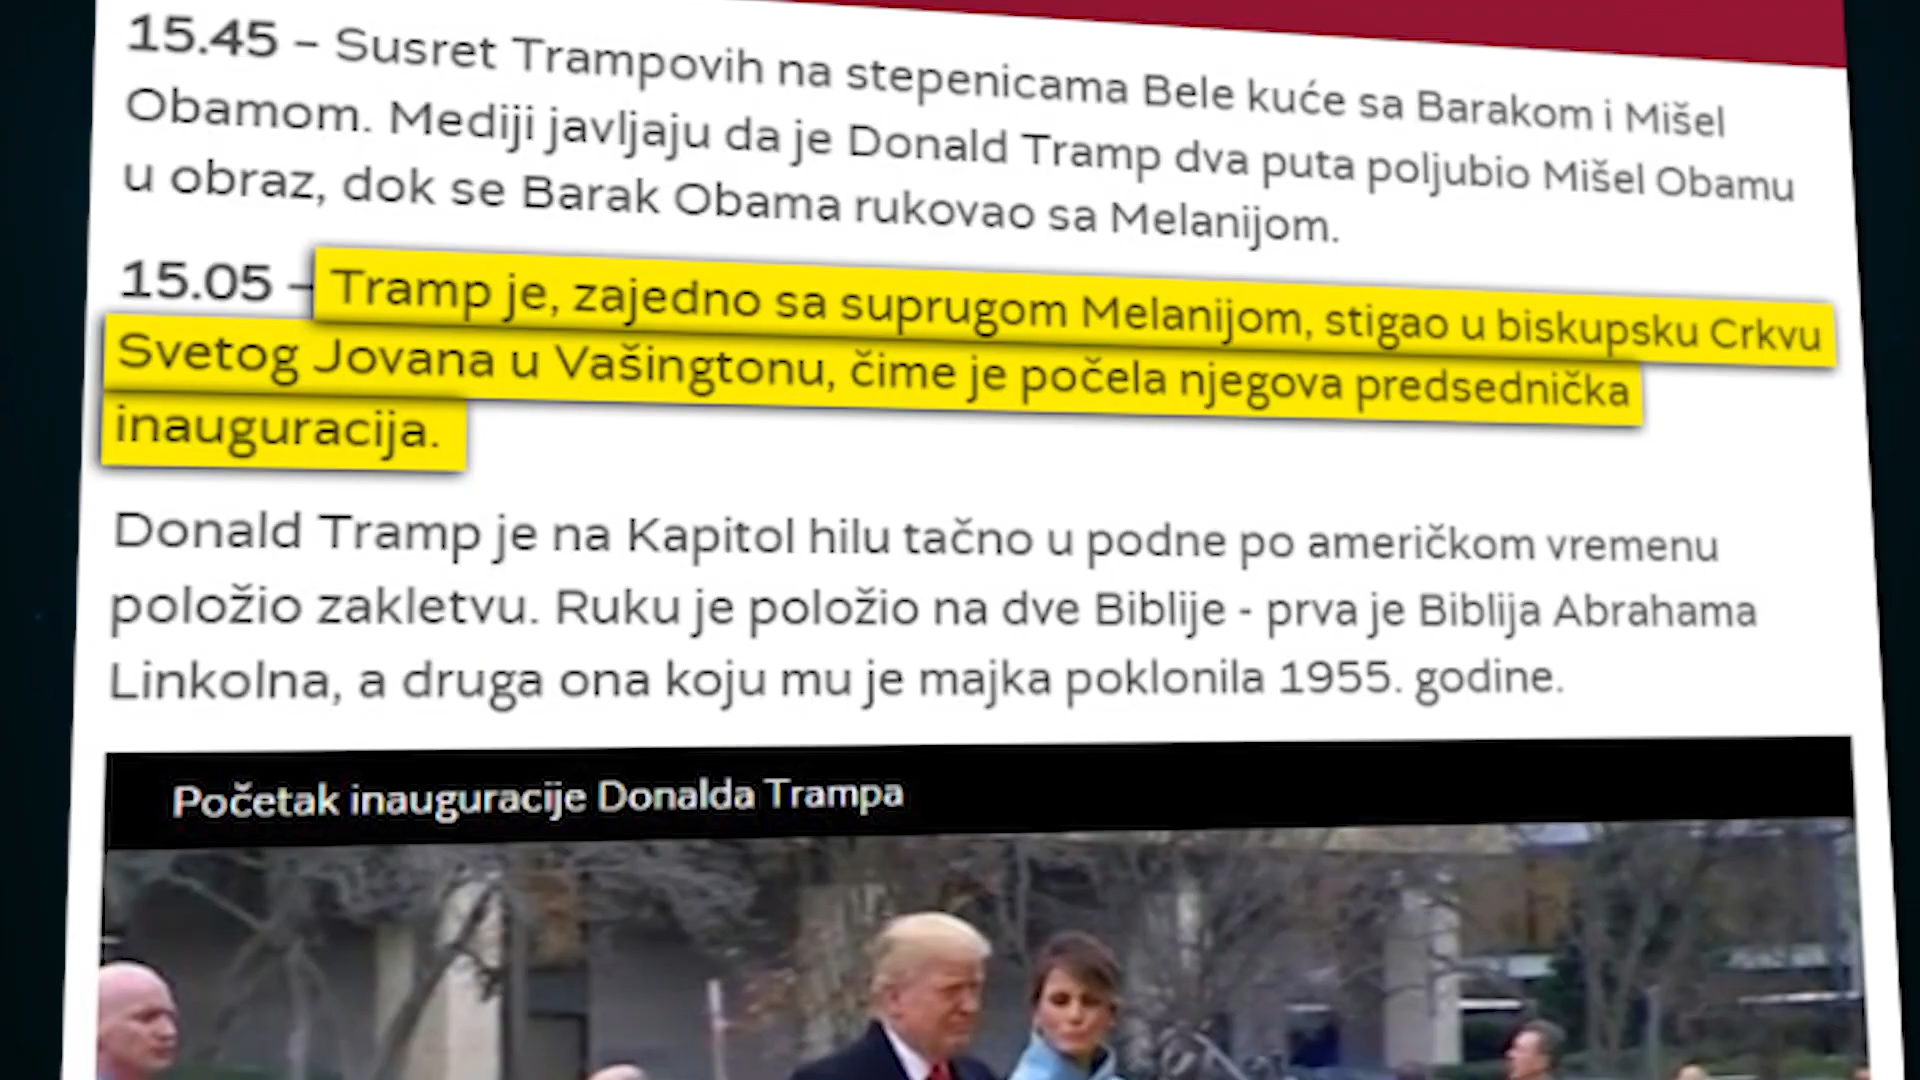 15.45 – Susret Trampovih na stepenicama Bele kuće sa Barakom i Mišel
Obamom. Mediji javljaju da je Donald Tramp dva puta poljubio Mišel Obamu
u obraz, dok se Barak Obama rukovao sa Melanijom.
15.05 – Tramp je, zajedno sa suprugom Melanijom, stigao u biskupsku Crkvu
Svetog Jovana u Vašingtonu, čime je počela njegova predsednička
inauguracija.
Donald Tramp je na Kapitol hilu tačno u podne po američkom vremenu
položio zakletvu. Ruku je položio na dve Biblije - prva je Biblija Abrahama
Linkolna, a druga ona koju mu je majka poklonila 1955. godine.
Početak inauguracije Donalda Trampa